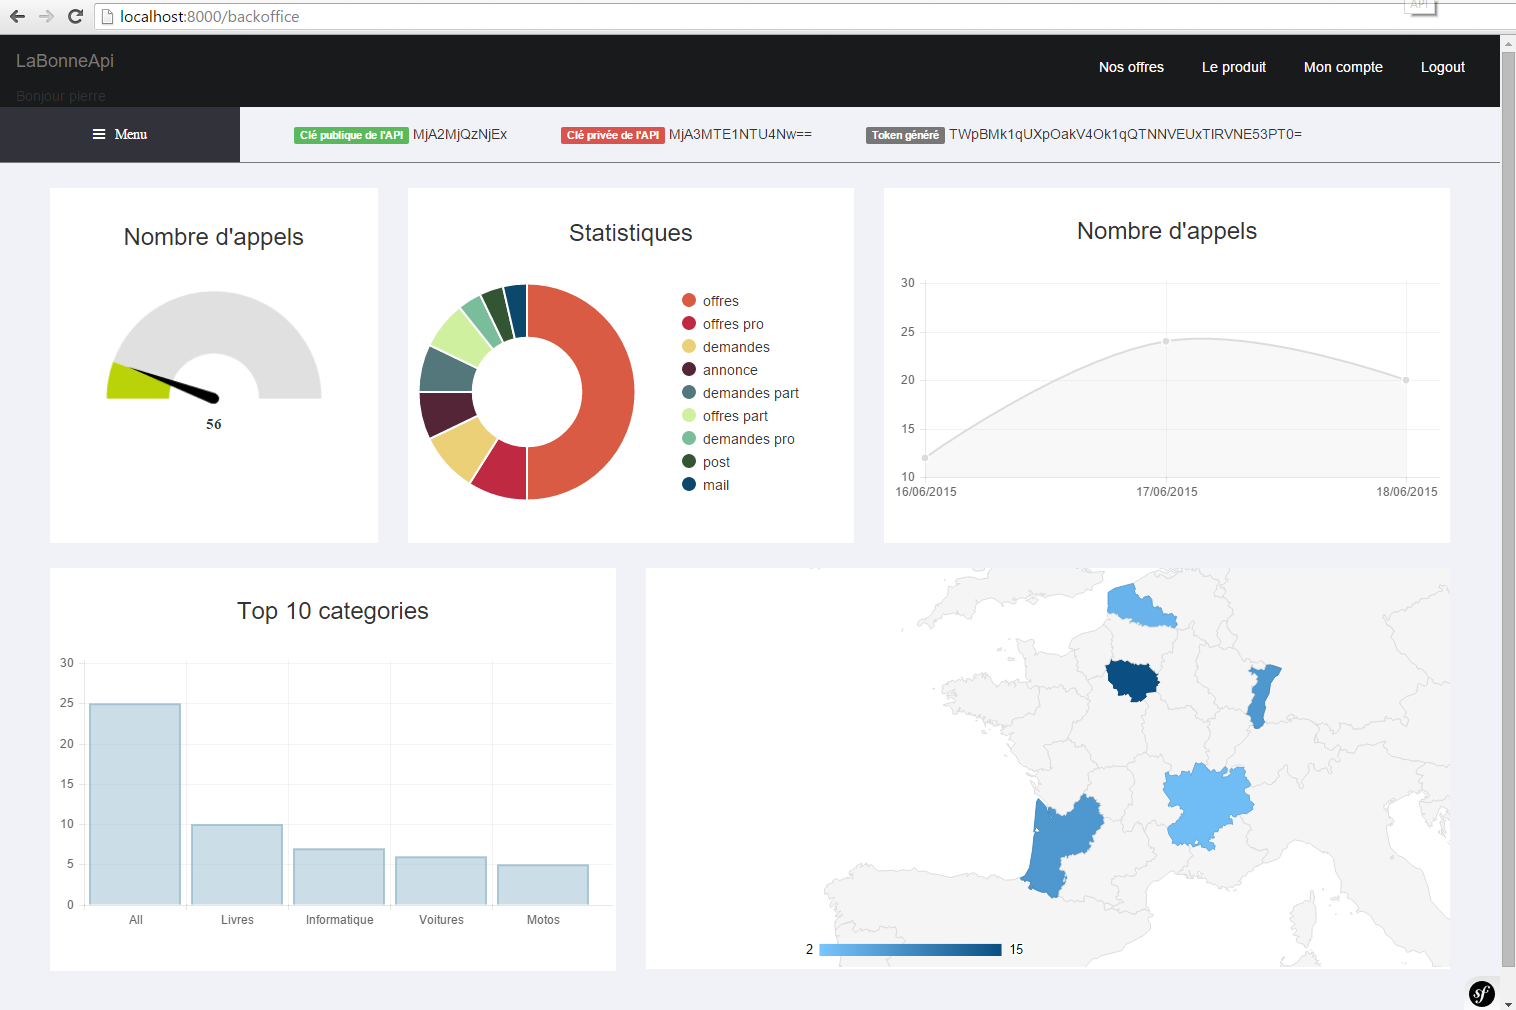 API
localhost:8000/backoffice
LaBonneApi
Nos offres
Le produit
Mon compte
Logout
Bonjour pierre
Menu
Clé publique de l'API MjA2MjQzNjEx
Clé privée de l'API MjA3MTE1NTU4Nw==
Token généré TWpBMk1qUXpOakV4Ok1qQTNNVEUxTlRVNE53PT0=
Nombre d'appels
56
Statistiques
offres
offres pro
demandes
annonce
demandes part
offres part
demandes pro
post
mail
Nombre d'appels
30
25
20
15
10
16/06/2015
17/06/2015
18/06/2015
Top 10 categories
30
25
20
15
10
5
0
All
Livres
Informatique
Voitures
Motos
2
15
sf